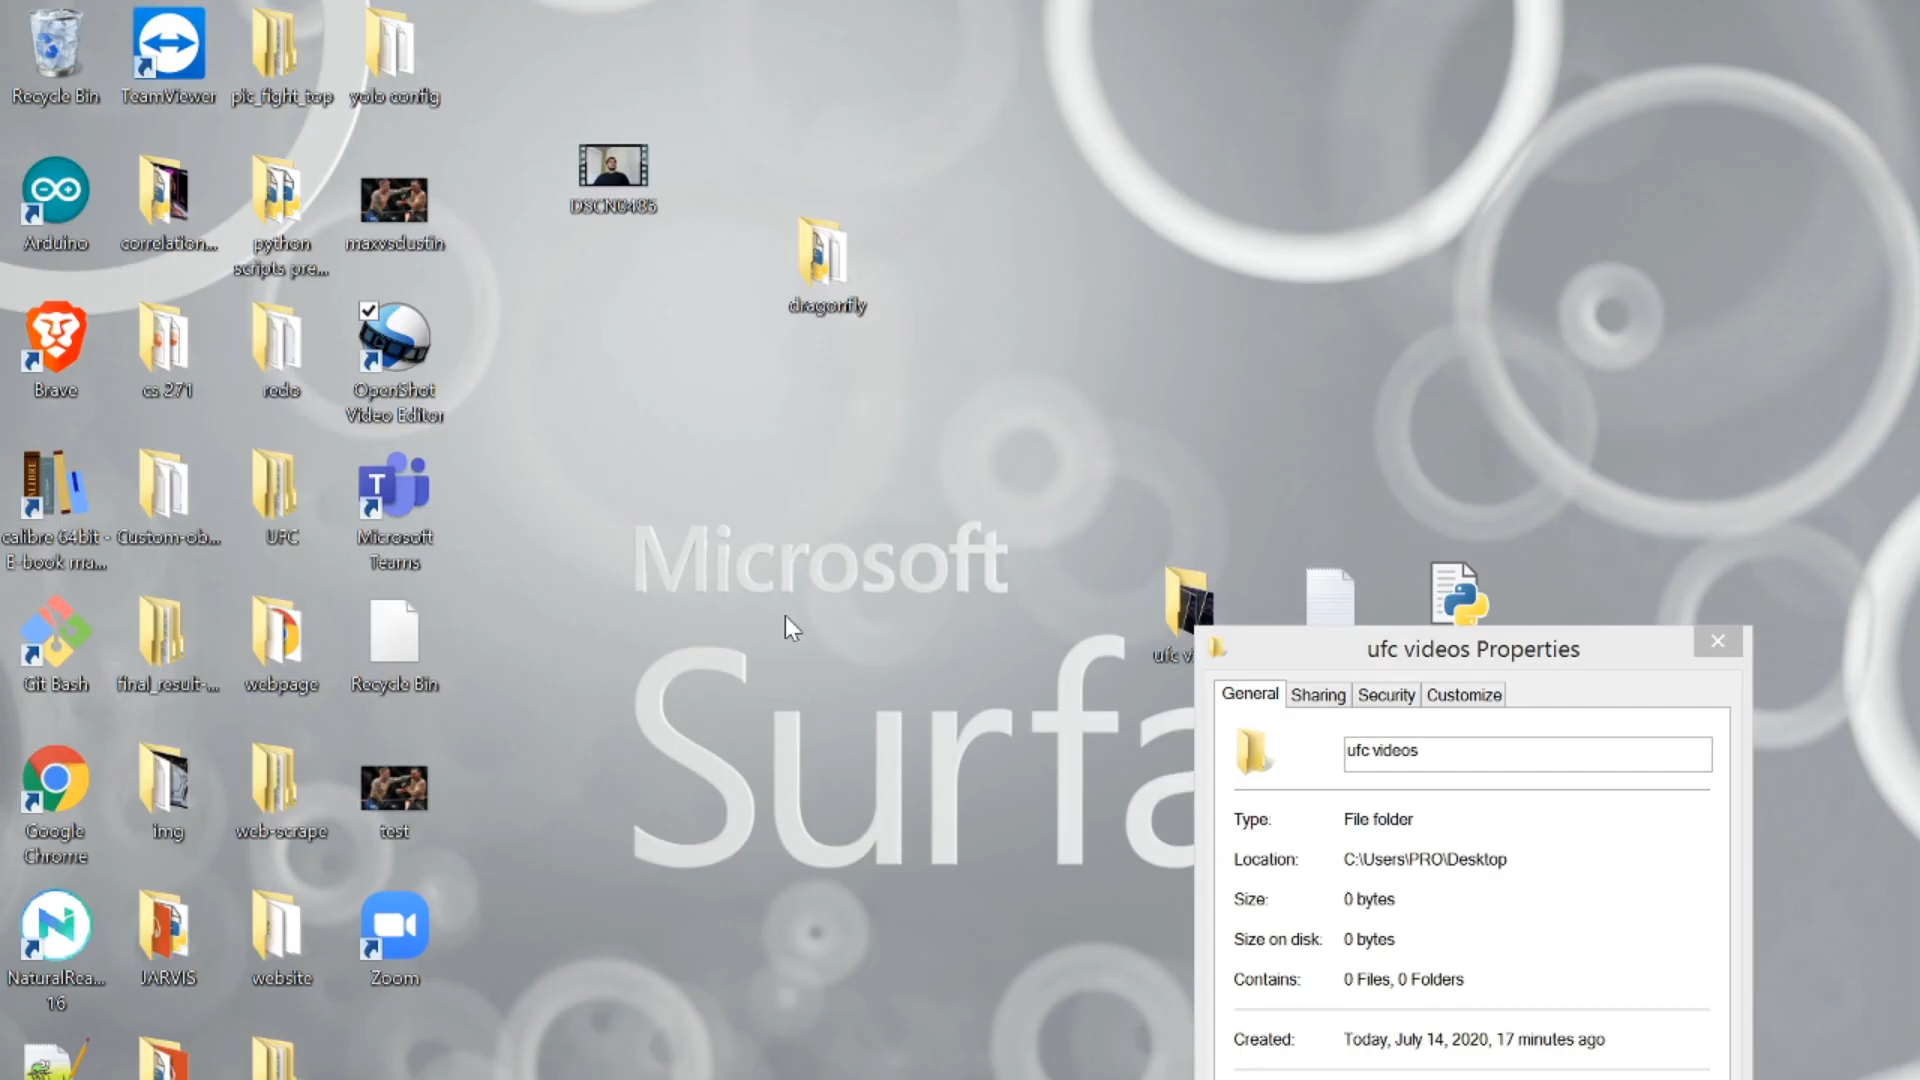 Recycle Bin
TeamViewer
pic_fight_top
yolo config
DSCN0485
Arduino
correlation...
python
scripts pre...
maxvsdustin
dragonfly
Brave
cs 271
redo
OpenShot
Video Editor
calibre 64bit -
E-book ma...
Custom-ob...
UFC
Microsoft
Teams
Microsoft
Surfa
Git Bash
final_result-...
webpage
Recycle Bin
ufc vi
ufc videos Properties
General
Sharing
Security
Customize
ufc videos
Type: File folder
Location: C:\Users\PRO\Desktop
Size: 0 bytes
Size on disk: 0 bytes
Contains: 0 Files, 0 Folders
Created: Today, July 14, 2020, 17 minutes ago
Google
Chrome
img
web-scrape
test
NaturalRea...
16
JARVIS
website
Zoom